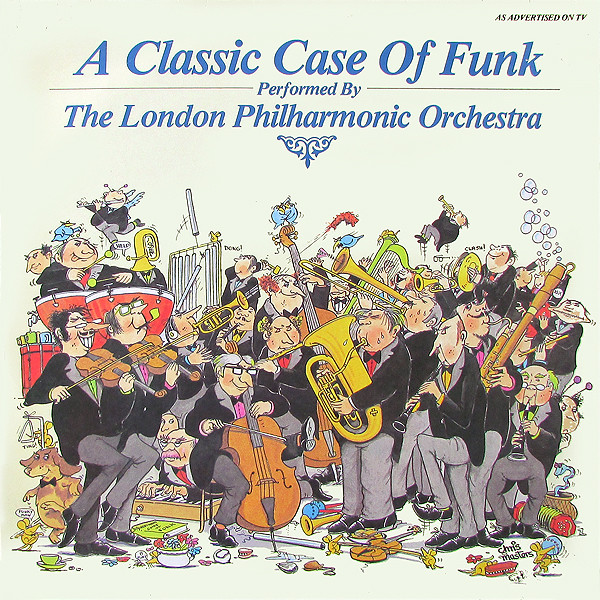 AS ADVERTISED ON TV
A Classic Case Of Funk
Performed By
The London Philharmonic Orchestra
HELP
DONG!
CLASH!
TING!
chris
masters